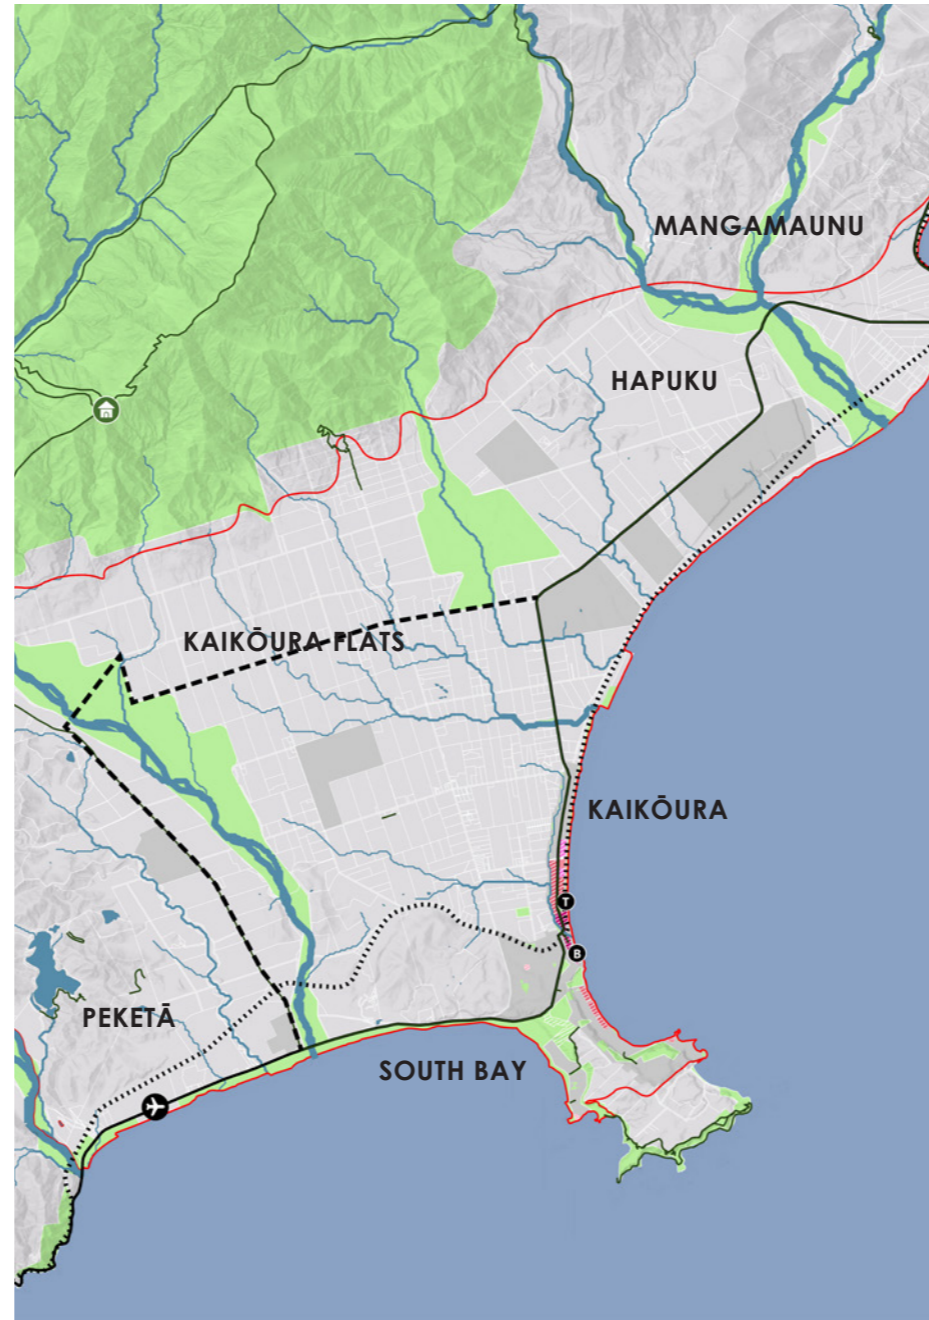 MANGAMAUNU
HAPUKU
KAIKŌURA FLATS
KAIKŌURA
T
B
PEKETĀ
SOUTH BAY